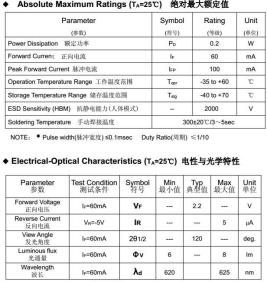 ◆ Absolute Maximum Ratings (TA=25℃) 绝对最大额定值
Parameter Symbol Rating Unit
(参数) (符号) (等级) (单位)
Power Dissipation 额定功率 PD 0.2 W
Forward Current 正向电流 IF 60 mA
Peak Forward Current 脉冲电流 IFP 100 mA
Operation Temperature Range 工作温度范围 Topr -35 to +60 ℃
Storage Temperature Range 储存温度范围 Tstg -40 to +70 ℃
ESD Sensitivity (HBM) 抗静电能力(人体模式) -- 2000 V
Soldering Temperature 手动焊接温度 300±20℃/3~5sec
NOTE: * Pulse width(脉冲宽度)≤0.1msec Duty Ratio(周期) ≤1/10
◆ Electrical-Optical Characteristics (TA=25℃) 电性与光学特性
Parameter Test Condition Symbol Min Typ Max Unit
参数 测试条件 符号 最小值 典型值 最大值 单位
Forward Voltage IF=60mA VF --- 2.2 --- V
正向电压
Reverse Current VR=-5V IR --- --- 5 μA
反向电流
View Angle IF=60mA 2θ1/2 --- 120 --- deg.
发光角度
Luminous flux IF=60mA Φv 6 --- 8 lm
光通量
Wavelength IF=60mA λd 620 625 nm
波长